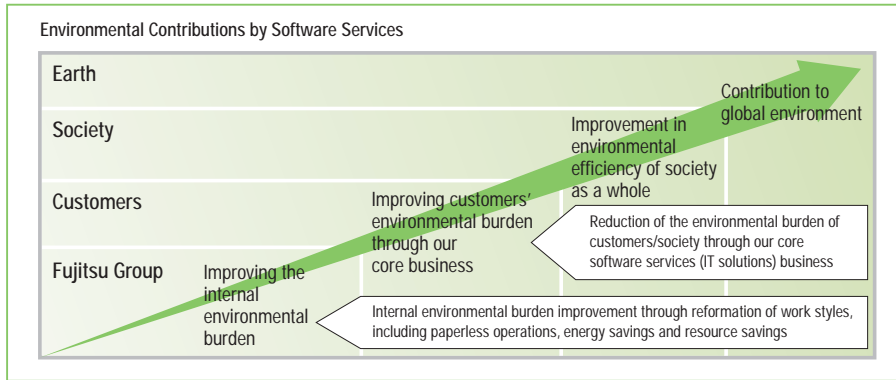 Environmental Contributions by Software Services
Earth
Contribution to
global environment
Society
Improvement in
environmental
efficiency of society
as a whole
Customers
Improving customers'
environmental burden
through our
core business
Reduction of the environmental burden of
customers/society through our core
software services (IT solutions) business
Fujitsu Group
Improving the
internal
environmental
burden
Internal environmental burden improvement through reformation of work styles,
including paperless operations, energy savings and resource savings